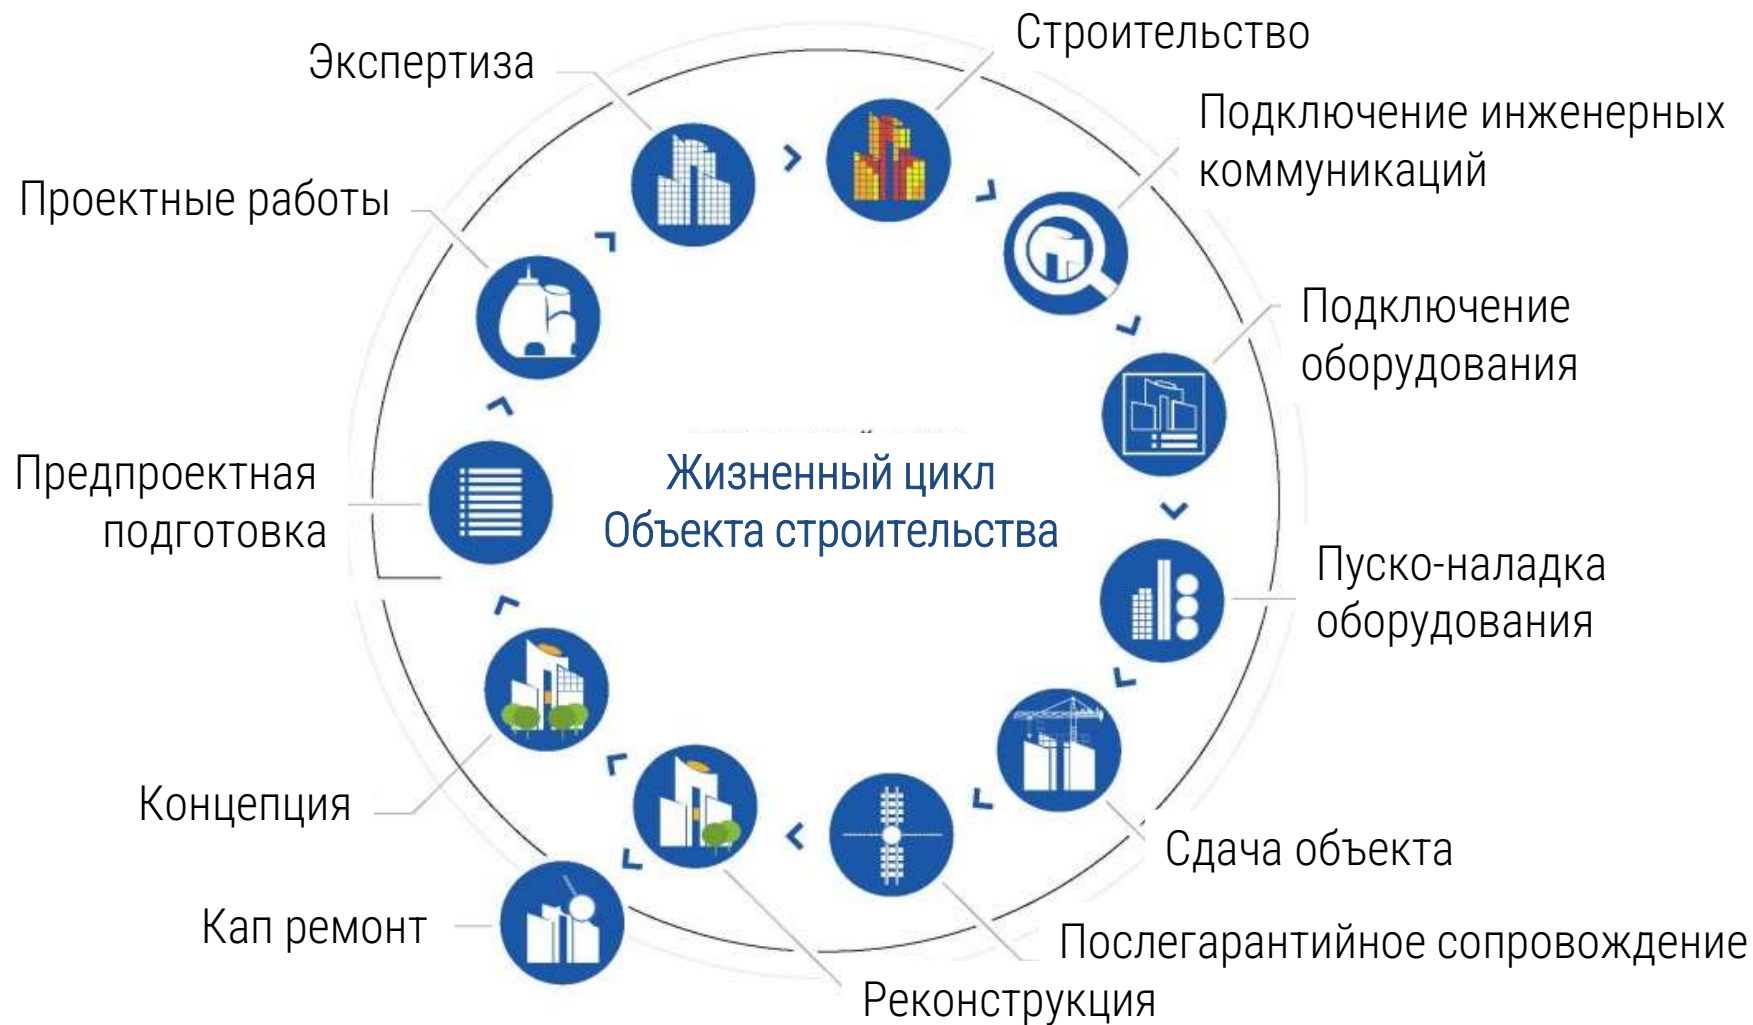 Строительство
Экспертиза
Подключение инженерных
коммуникаций
Проектные работы
Подключение
оборудования
Предпроектная
подготовка
Жизненный цикл
Объекта строительства
Пуско-наладка
оборудования
Концепция
Сдача объекта
Кап ремонт
Послегарантийное сопровождение
Реконструкция